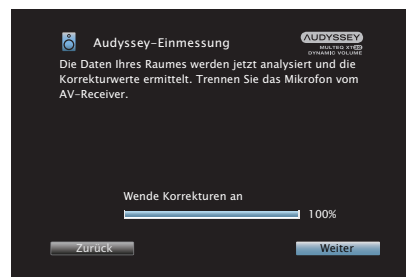 Audyssey-Einmessung
AUDYSSEY
MULTEQ XT32
DYNAMIC VOLUME
Die Daten Ihres Raumes werden jetzt analysiert und die
Korrekturwerte ermittelt. Trennen Sie das Mikrofon vom
AV-Receiver.
Wende Korrekturen an
100%
Zurück
Weiter